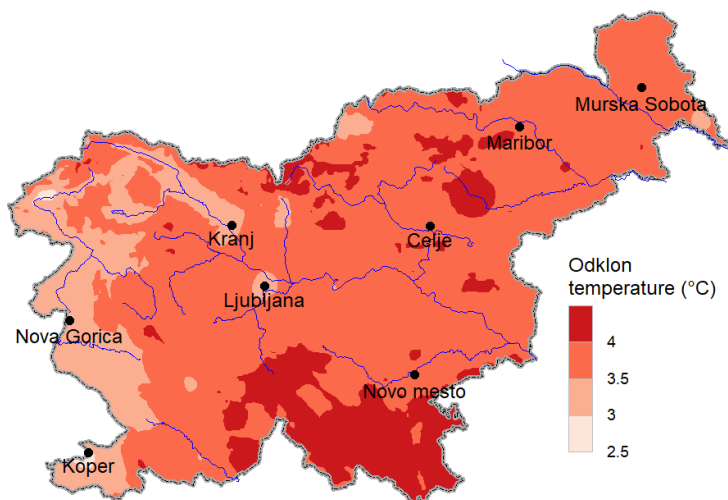 Murska Sobota
Maribor
Kranj
Celje
Ljubljana
Nova Gorica
Novo mesto
Koper
Odklon
temperature (°C)
4
3.5
3
2.5